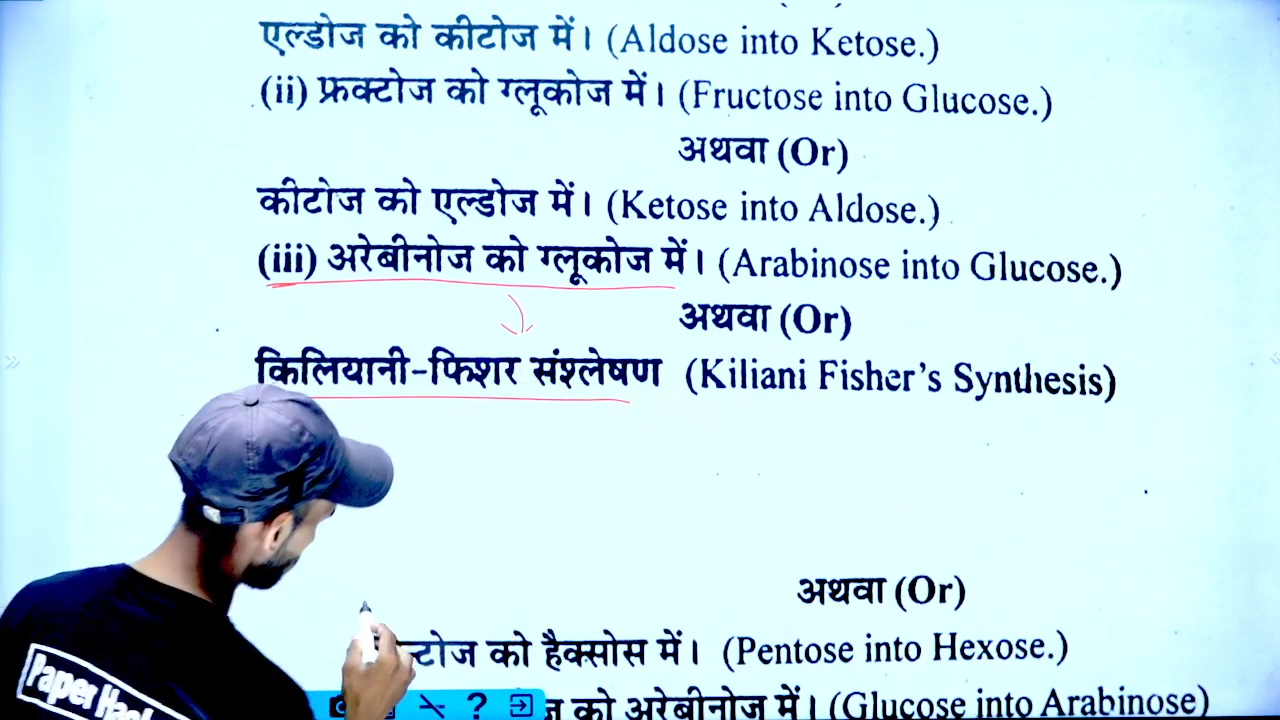 एल्डोज को कीटोज में। (Aldose into Ketose.)
(ii) फ्रक्टोज को ग्लूकोज में। (Fructose into Glucose.)
अथवा (Or)
कीटोज को एल्डोज में। (Ketose into Aldose.)
(iii) अरेबीनोज को ग्लूकोज में। (Arabinose into Glucose.)
अथवा (Or)
किलियानी-फिशर संश्लेषण (Kiliani Fisher's Synthesis)
अथवा (Or)
को हैक्सोस में। (Pentose into Hexose.)
को अरेबीनोज में। (Glucose into Arabinose)
Paper
?